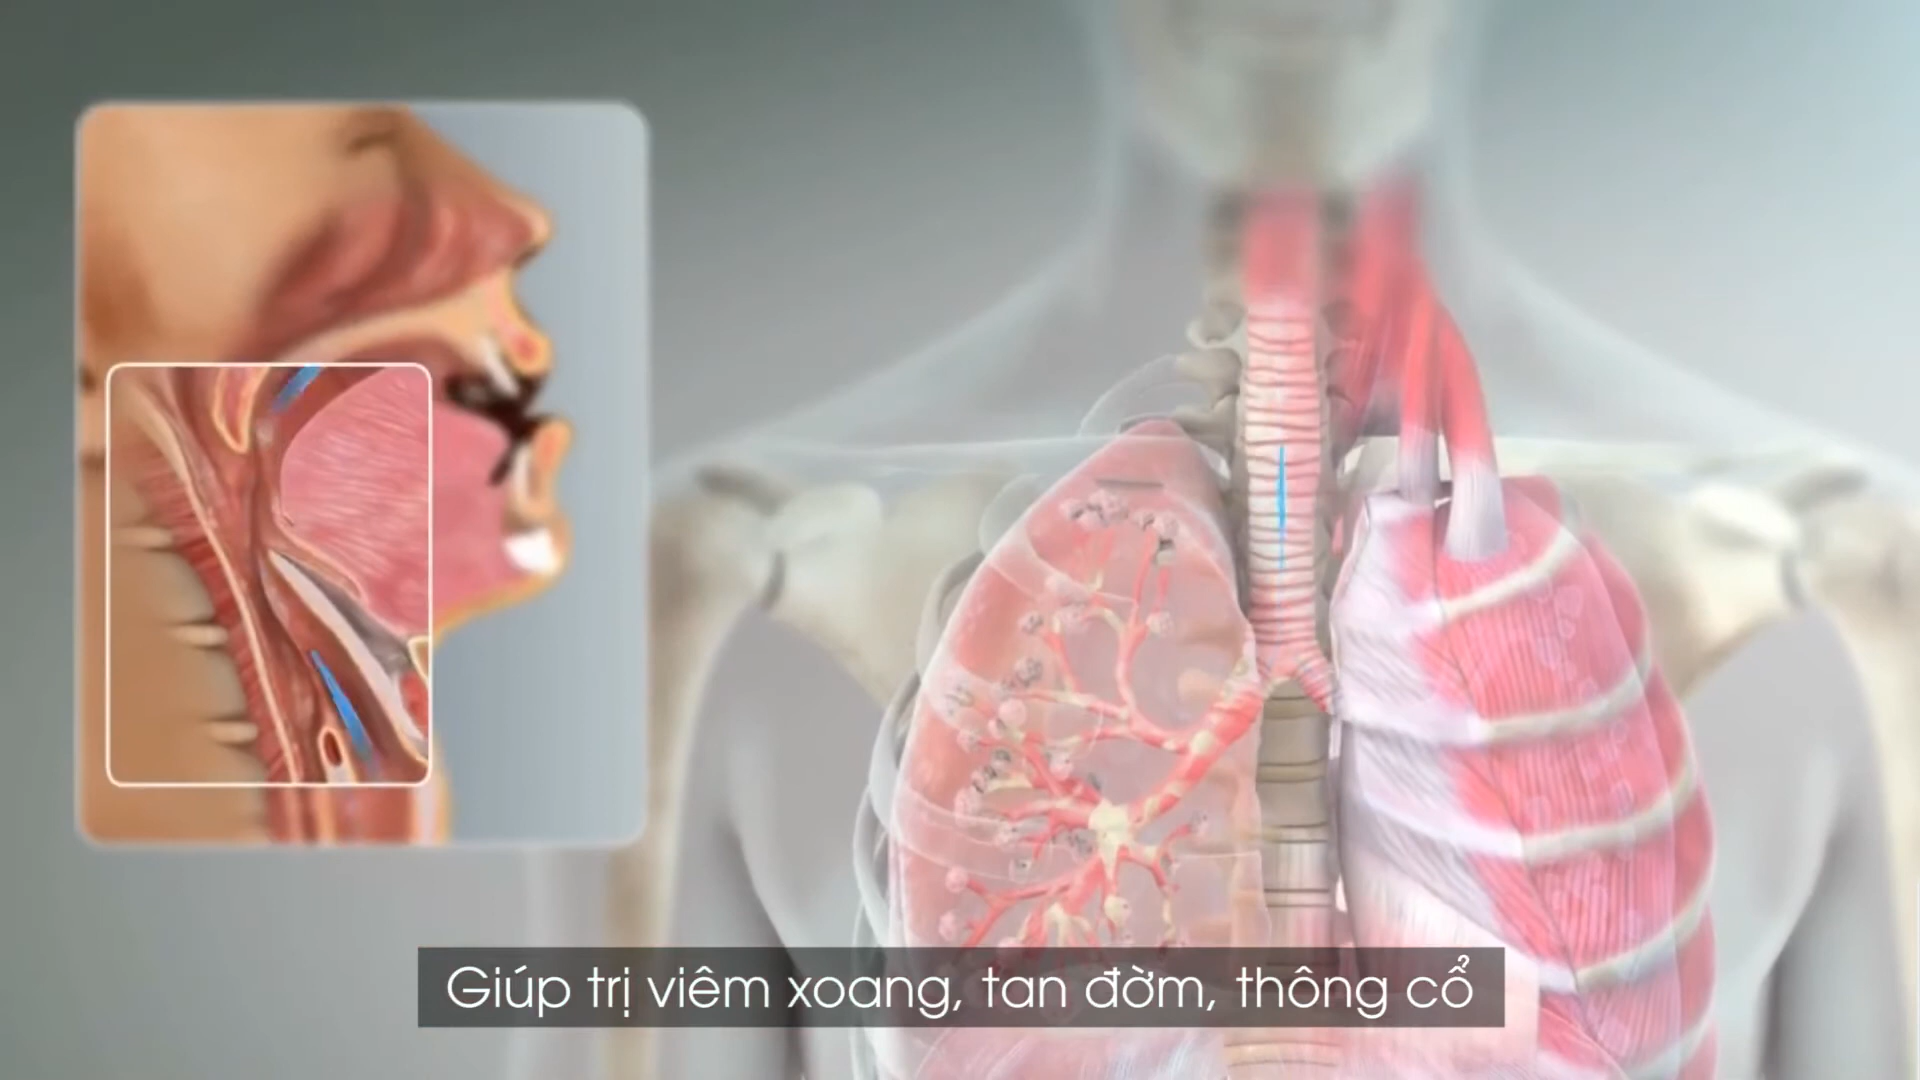 Giúp trị viêm xoang, tan đờm, thông cổ